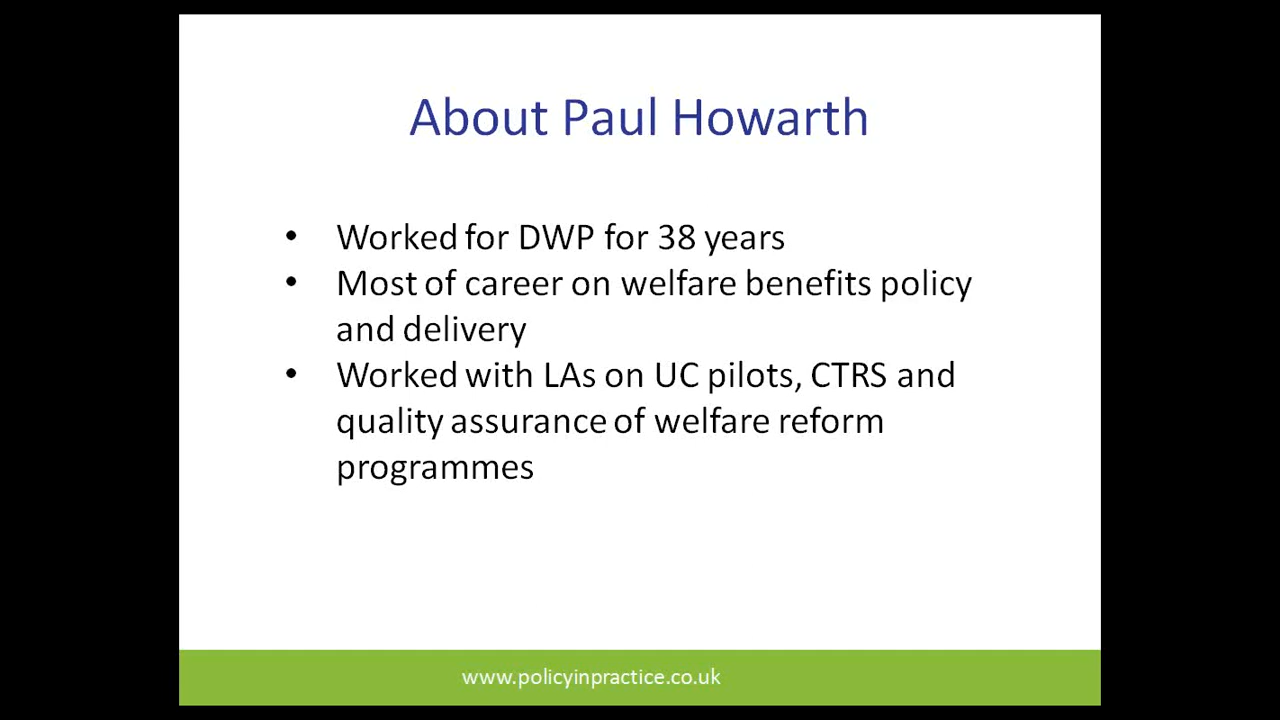 About Paul Howarth
• Worked for DWP for 38 years
• Most of career on welfare benefits policy
and delivery
• Worked with LAs on UC pilots, CTRS and
quality assurance of welfare reform
programmes
www.policyinpractice.co.uk